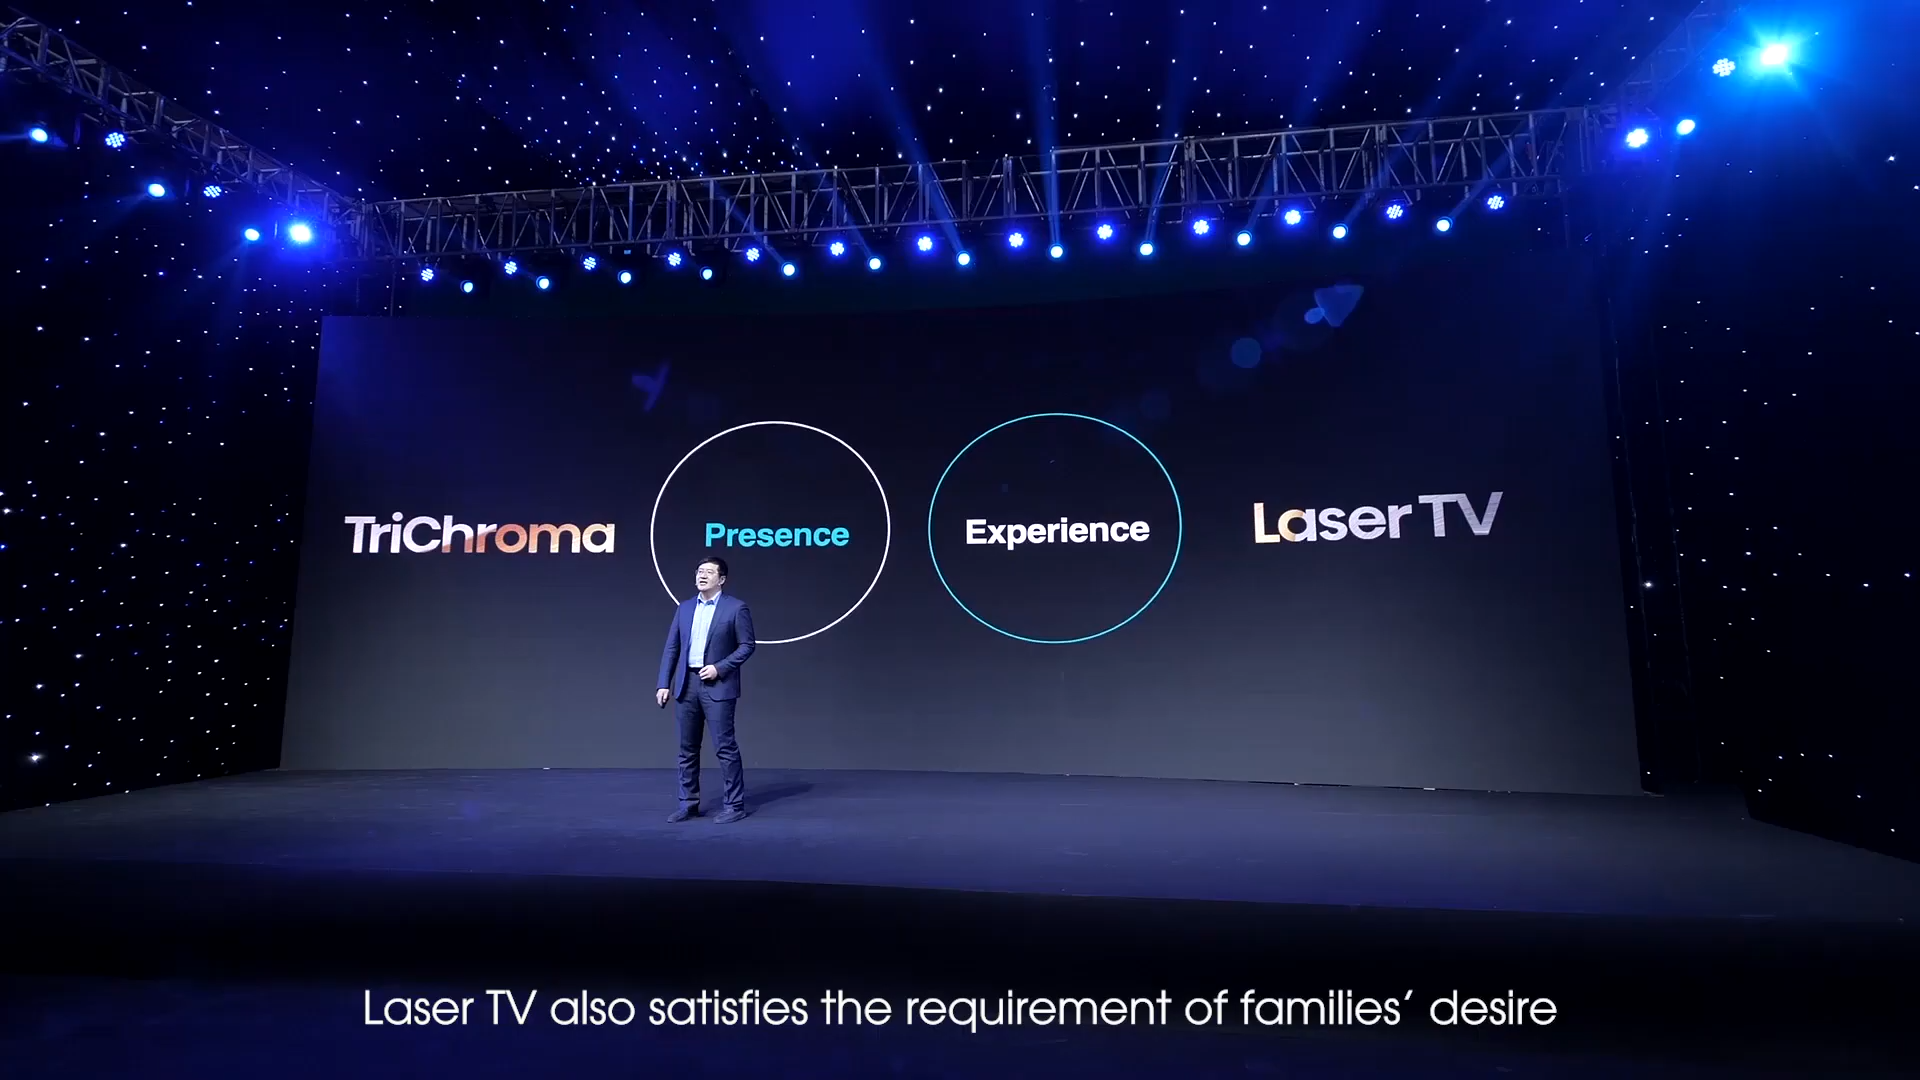 TriChroma
Presence
Experience
Laser TV
Laser TV also satisfies the requirement of families’ desire